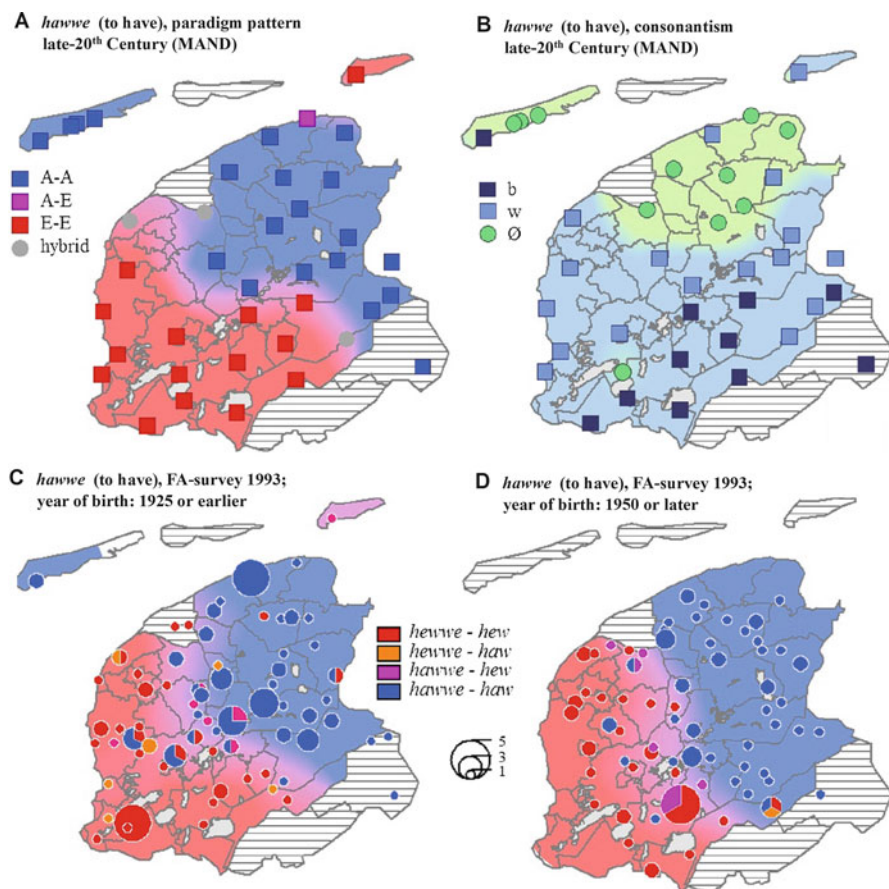 A hawwe (to have), paradigm pattern
late-20th Century (MAND)
A-A
A-E
E-E
hybrid
B hawwe (to have), consonantism
late-20th Century (MAND)
b
w
Ø
C hawwe (to have), FA-survey 1993;
year of birth: 1925 or earlier
hewwe - hew
hewwe - haw
hawwe - hew
hawwe - haw
5
3
1
D hawwe (to have), FA-survey 1993;
year of birth: 1950 or later